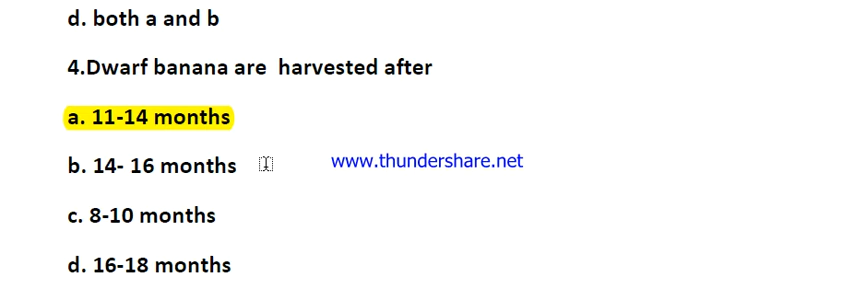 d. both a and b
4.Dwarf banana are  harvested after
a. 11-14 months
b. 14- 16 months
www.thundershare.net
c. 8-10 months
d. 16-18 months